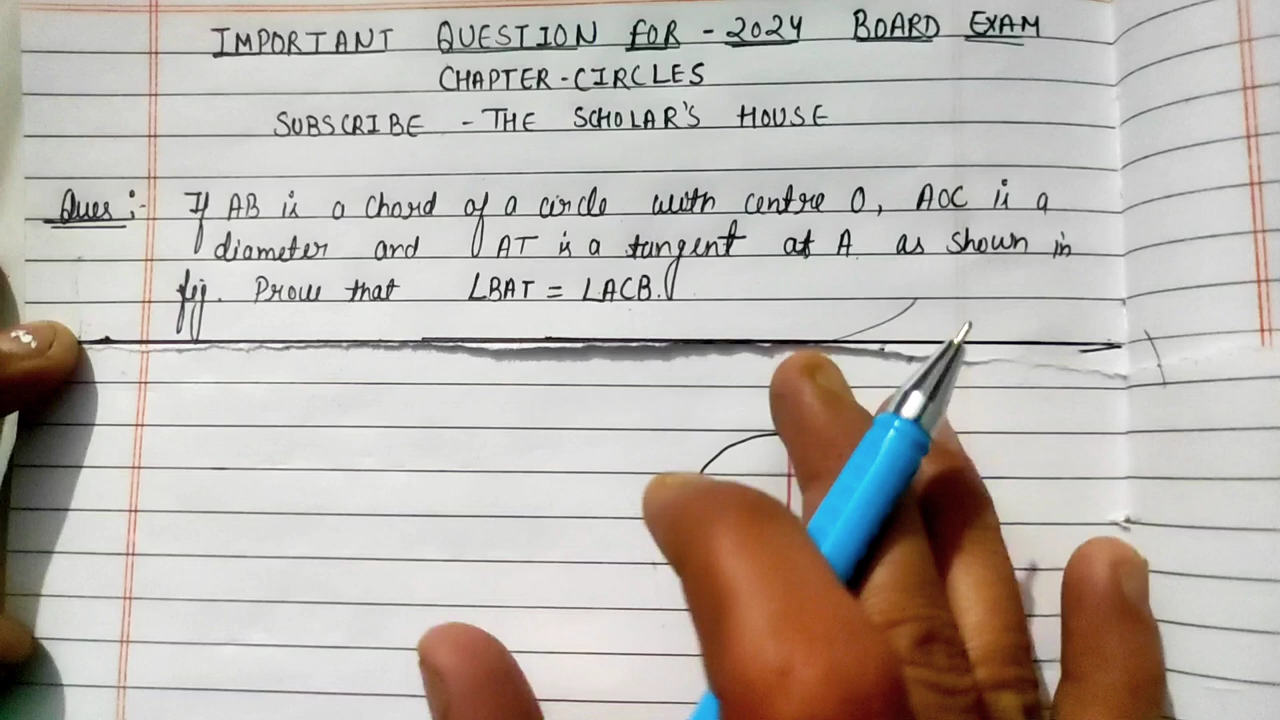 IMPORTANT QUESTION FOR - 2024 BOARD EXAM
CHAPTER - CIRCLES
SUBSCRIBE - THE SCHOLAR'S HOUSE
Ques :- If AB is a chord of a circle with centre O, AOC is a
diameter and AT is a tangent at A as shown in
fig. Prove that ∠BAT = ∠ACB.